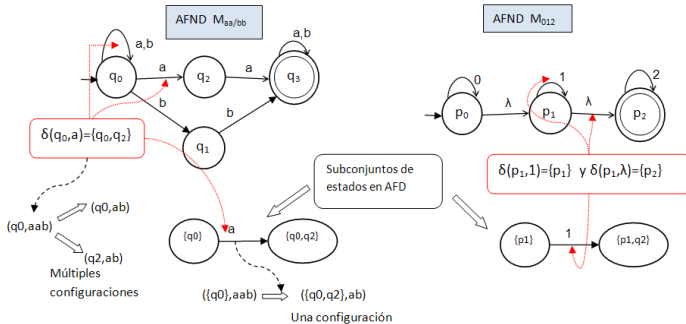 AFND M_aa/bb
a,b
q0
a
q2
a
a,b
q3
b
b
q1
δ(q0,a)={q0,q2}
(q0,aab)
(q0,ab)
(q2,ab)
Múltiples
configuraciones
{q0}
a
{q0,q2}
({q0},aab)
({q0,q2},ab)
Una configuración
Subconjuntos de
estados en AFD
AFND M012
0
p0
λ
1
p1
λ
2
p2
δ(p1,1)={p1} y δ(p1,λ)={p2}
{p1}
1
{p1,q2}